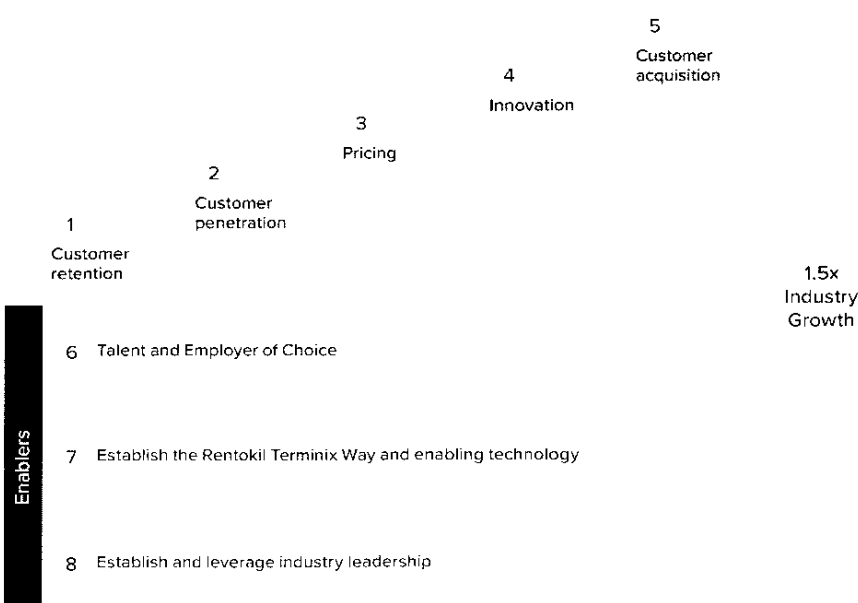 1
Customer
retention
2
Customer
penetration
3
Pricing
4
Innovation
5
Customer
acquisition
1.5x
Industry
Growth
Enablers
6 Talent and Employer of Choice
7 Establish the Rentokil Terminix Way and enabling technology
8 Establish and leverage industry leadership